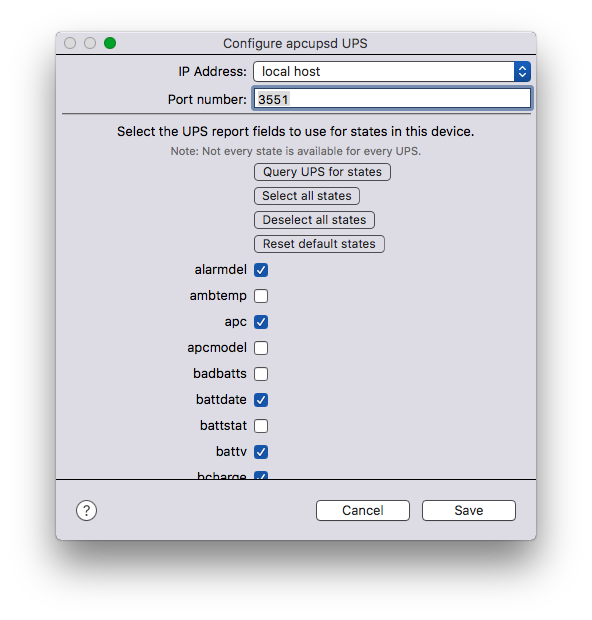 Configure apcupsd UPS
IP Address: local host
Port number: 3551
Select the UPS report fields to use for states in this device.
Note: Not every state is available for every UPS.
Query UPS for states
Select all states
Deselect all states
Reset default states
alarmdel
ambtemp
apc
apcmodel
badbatts
battdate
battstat
battv
bcharge
?
Cancel Save